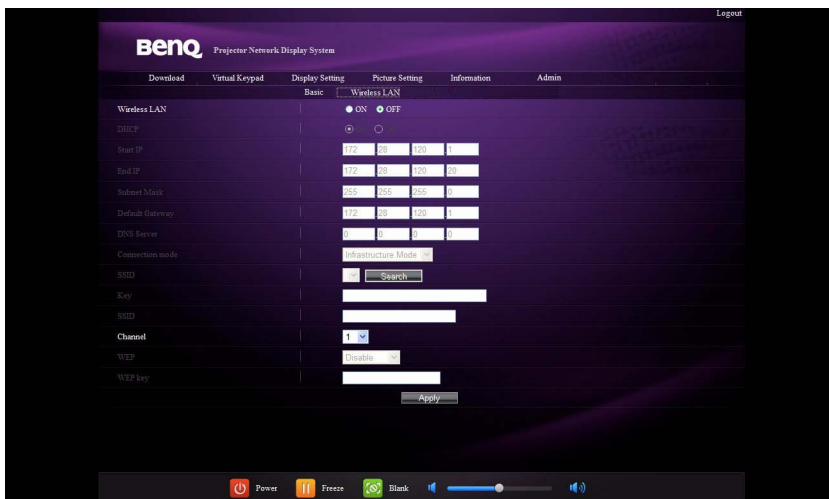 Logout
BenQ Projector Network Display System
Download Virtual Keypad Display Setting Picture Setting Information Admin
Basic Wireless LAN
Wireless LAN ON OFF
DHCP
Start IP 172 .28 .120 .1
End IP 172 .28 .120 .20
Subnet Mask 255 .255 .255 .0
Default Gateway 172 .28 .120 .1
DNS Server 0 .0 .0 .0
Connection mode Infrastructure Mode
SSID Search
Key
SSID
Channel 1
WEP Disable
WEP key
Apply
Power Freeze Blank